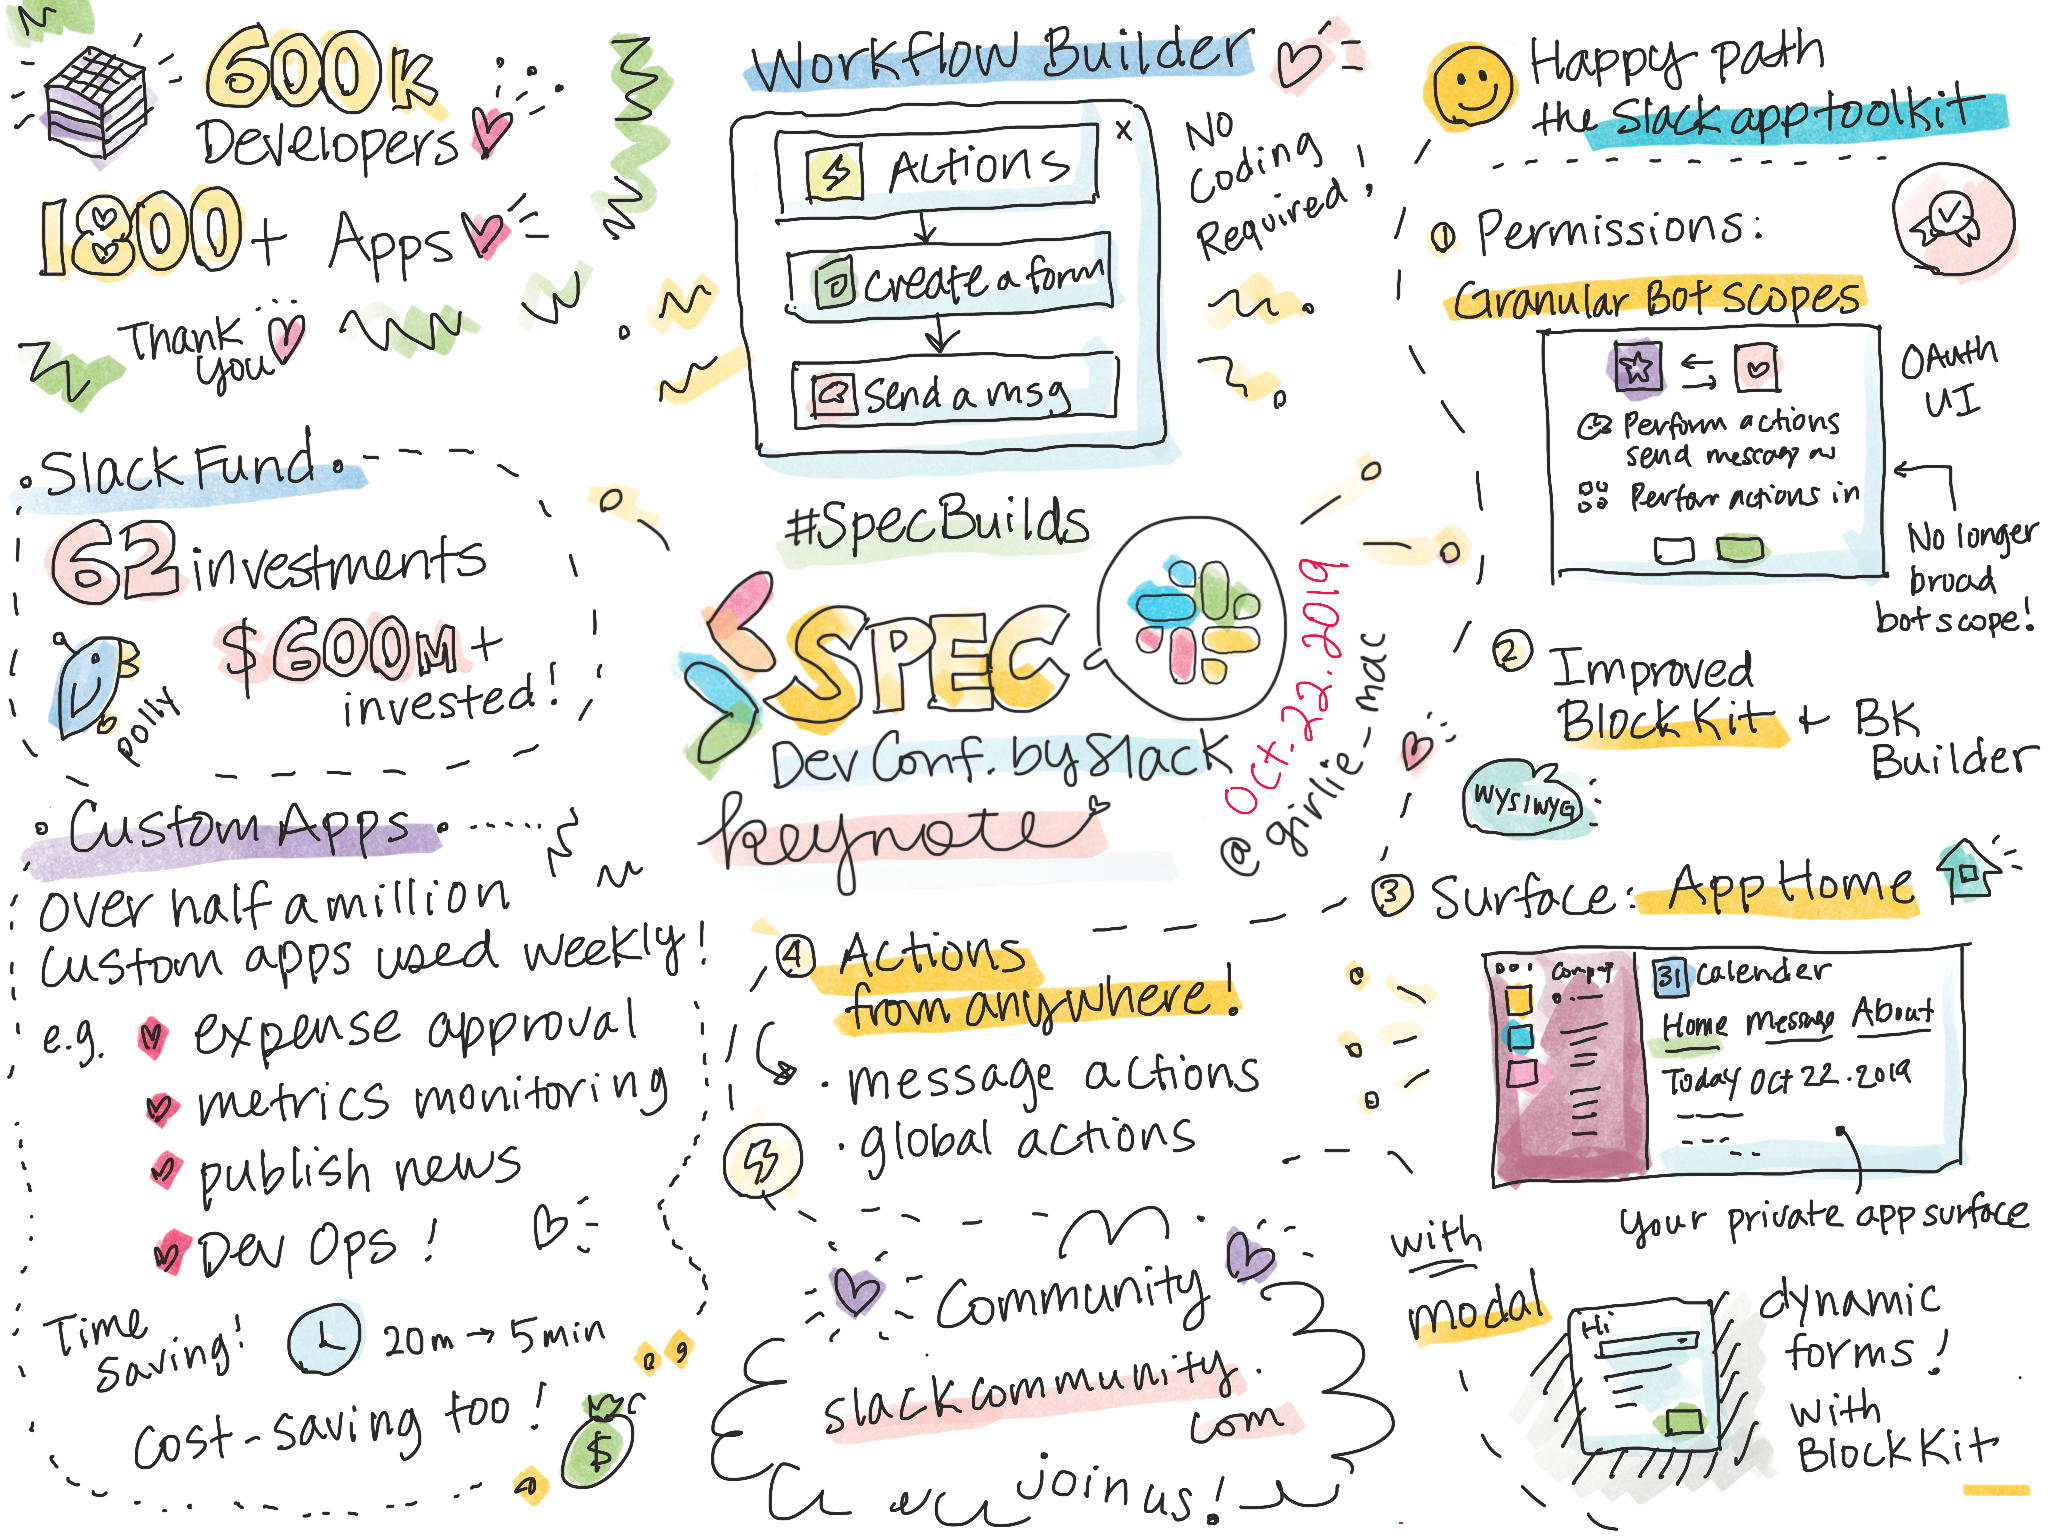 600K
Developers
1800+ Apps
Thank
you
Slack Fund
62 investments
$600M+
invested!
polly
Custom Apps
over half a million
custom apps used weekly!
e.g. expense approval
metrics monitoring
publish news
Dev Ops!
Time
saving!
20m → 5min
cost-saving too!
$
Workflow Builder
x
Actions
create a form
send a msg
No
Coding
Required!
#SpecBuilds
SPEC
Dev Conf. by Slack
keynote
Oct. 22. 2019
@girlie_mac
Happy path
the Slack app toolkit
1 Permissions:
Granular Bot scopes
OAuth
UI
Perform actions
send message as
Perform actions in
No longer
broad
bot scope!
2 Improved
Block Kit + BK
Builder
WYSIWYG
3 Surface: App Home
31 Calender
Home Message About
Today Oct 22. 2019
your private app surface
with
modal
Hi
dynamic
forms!
with
Block Kit
4 Actions
from anywhere!
· message actions
· global actions
Community
slackcommunity.
com
join us!